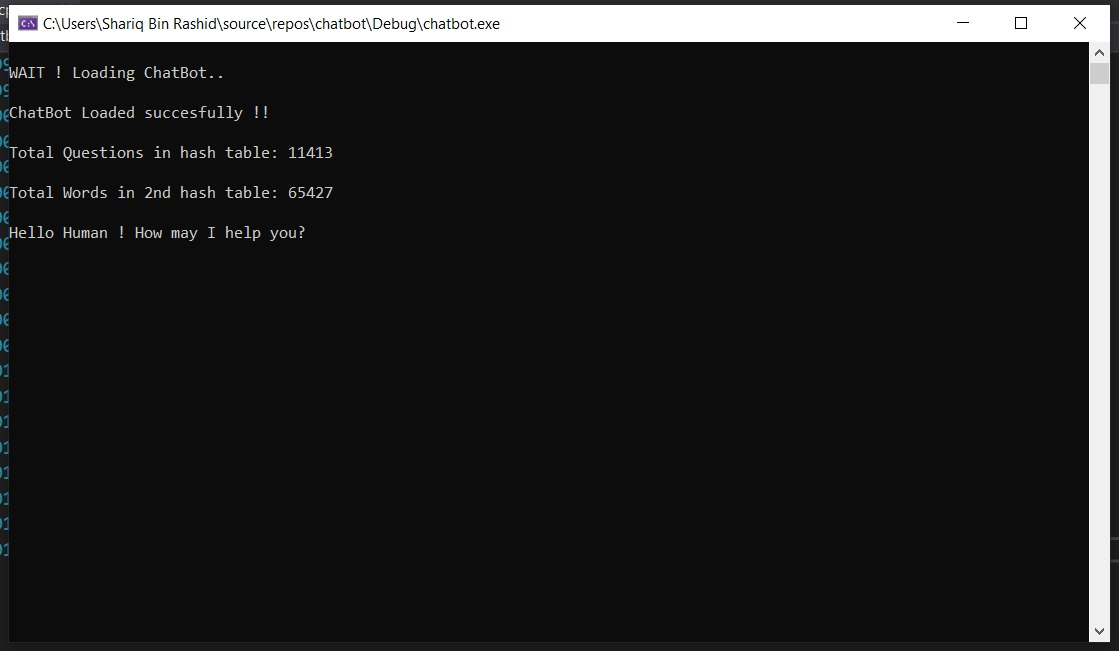 C:\Users\Shariq Bin Rashid\source\repos\chatbot\Debug\chatbot.exe
WAIT ! Loading ChatBot..
ChatBot Loaded succesfully !!
Total Questions in hash table: 11413
Total Words in 2nd hash table: 65427
Hello Human ! How may I help you?